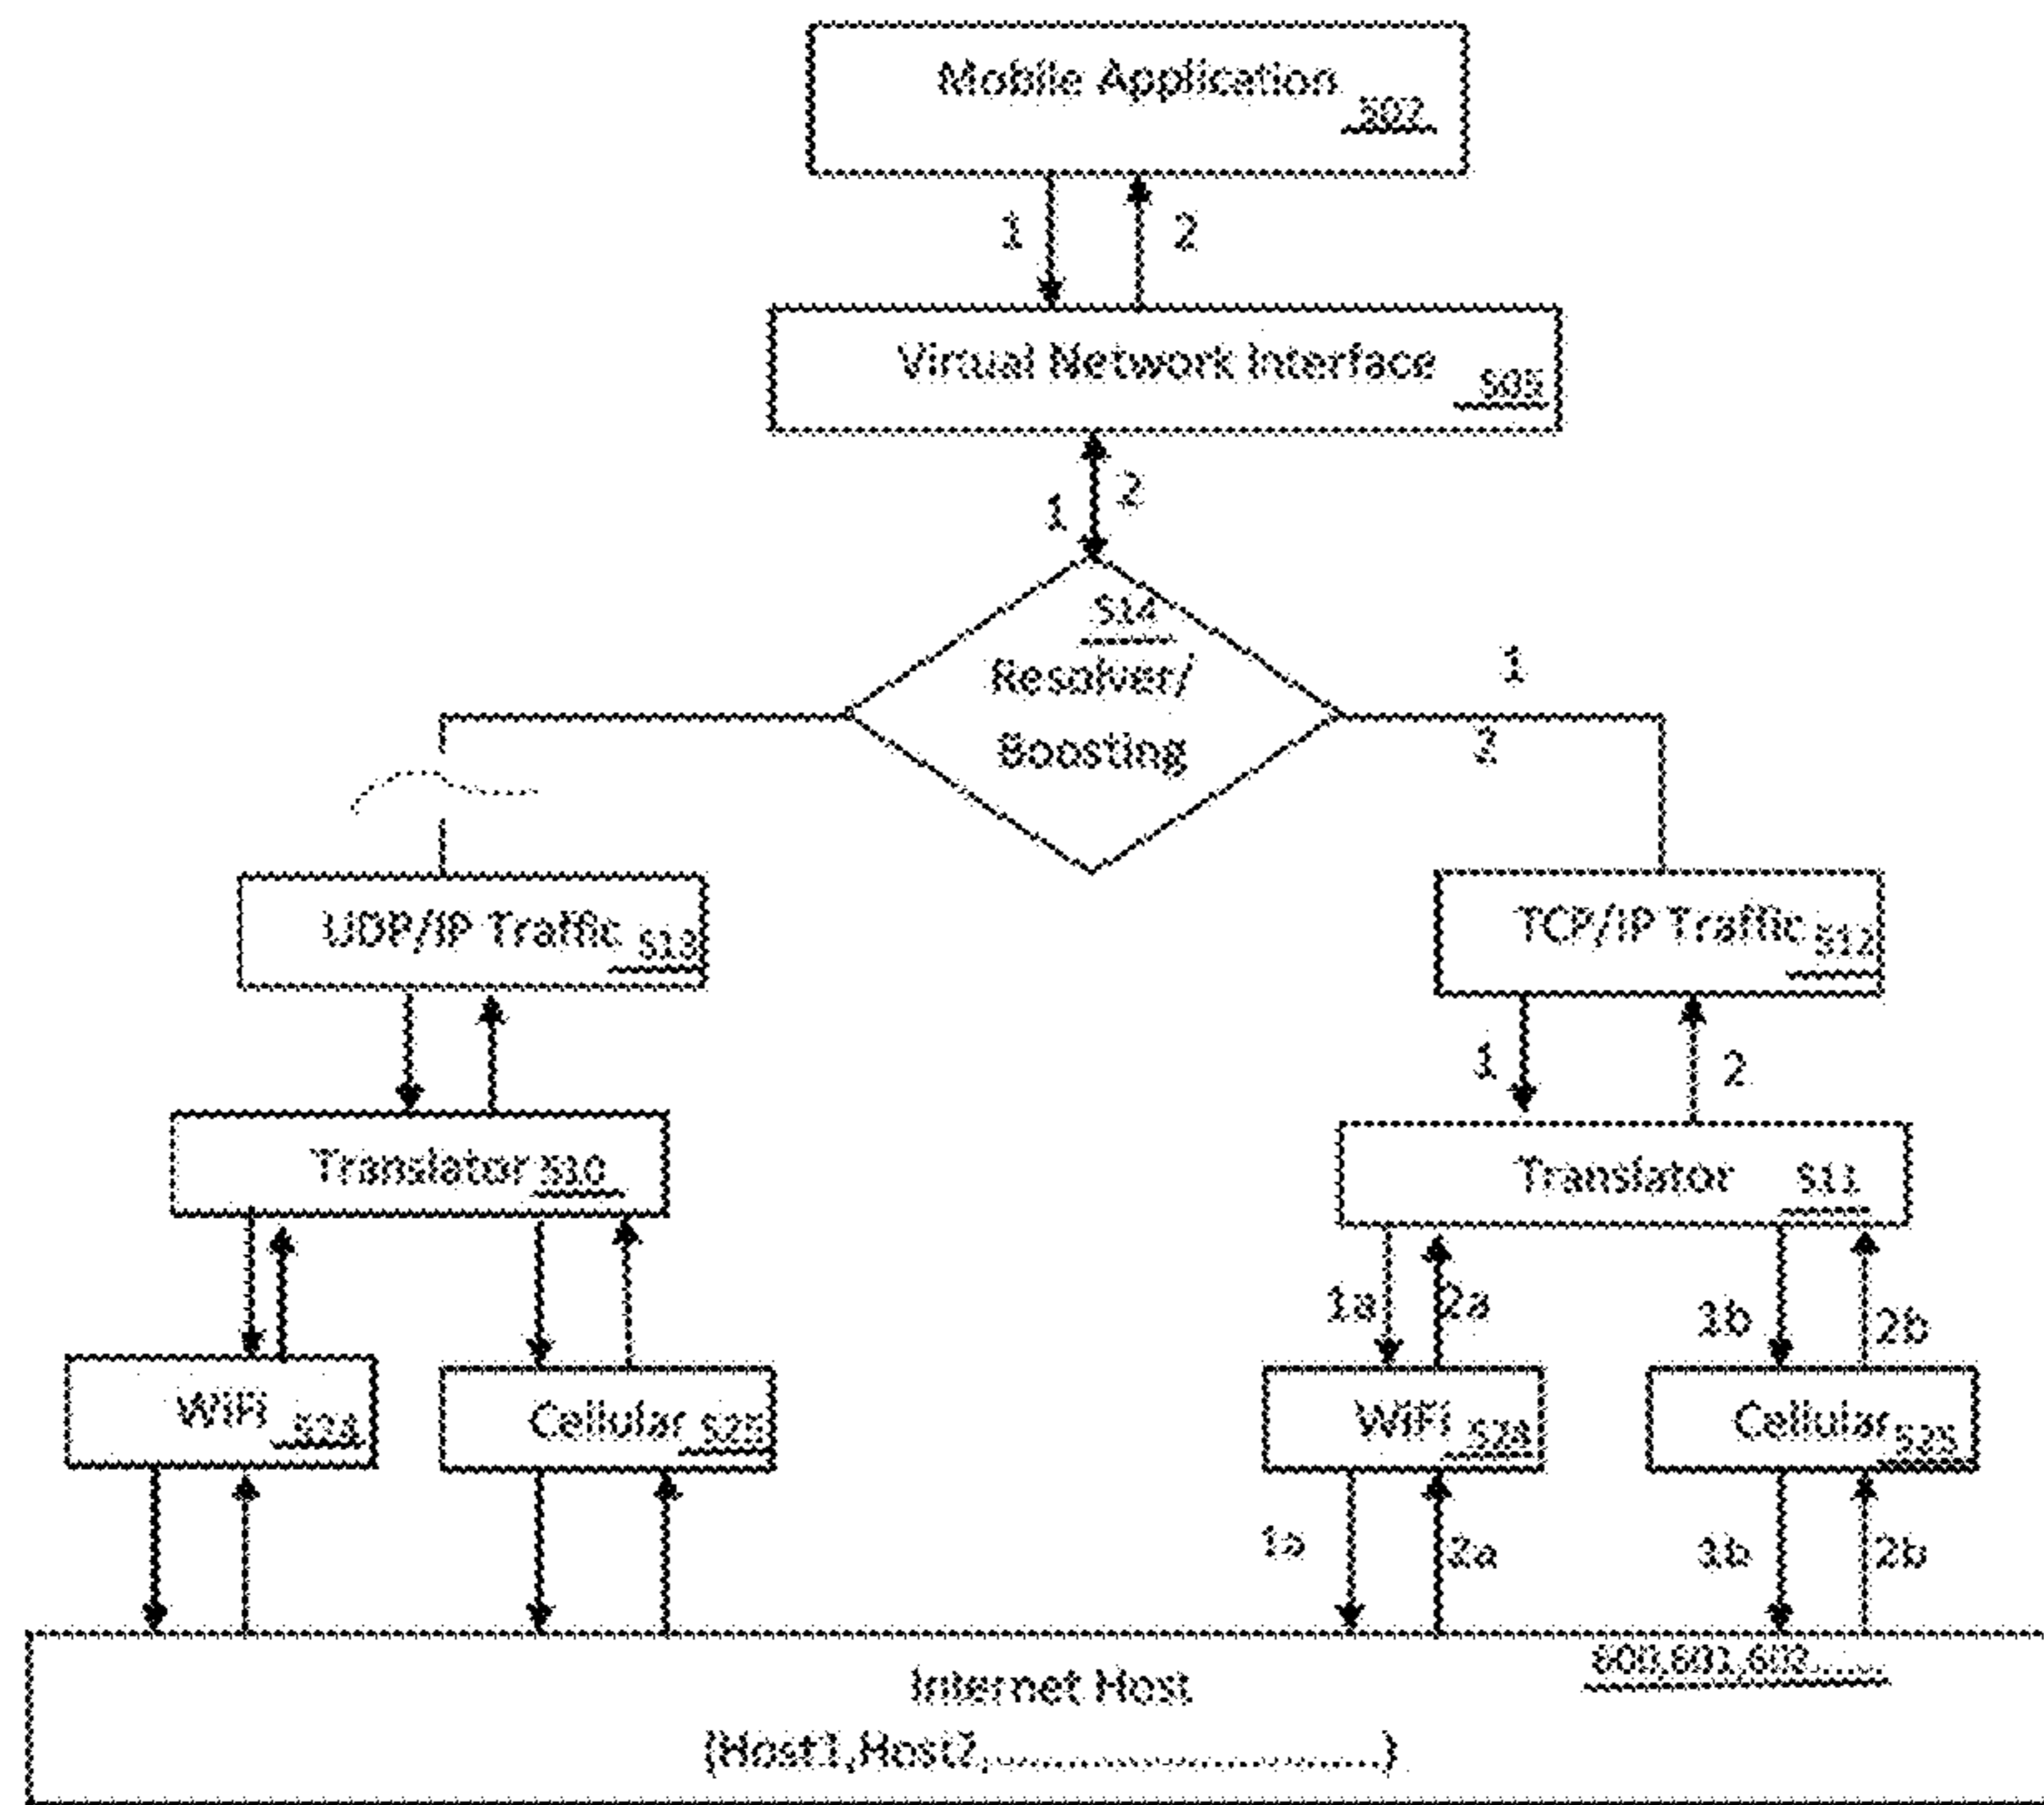 Mobile Application
502
1
2
Virtual Network Interface
505
2
1
514
Resolver/
Boosting
1
2
UDP/IP Traffic
513
TCP/IP Traffic
512
1
2
Translator 510
Translator 511
1a
2a
1b
2b
WiFi
Cellular 525
WiFi 524
Cellular 525
1a
2a
1b
2b
600,601,602......
Internet Host
{Host1,Host2,..............................}